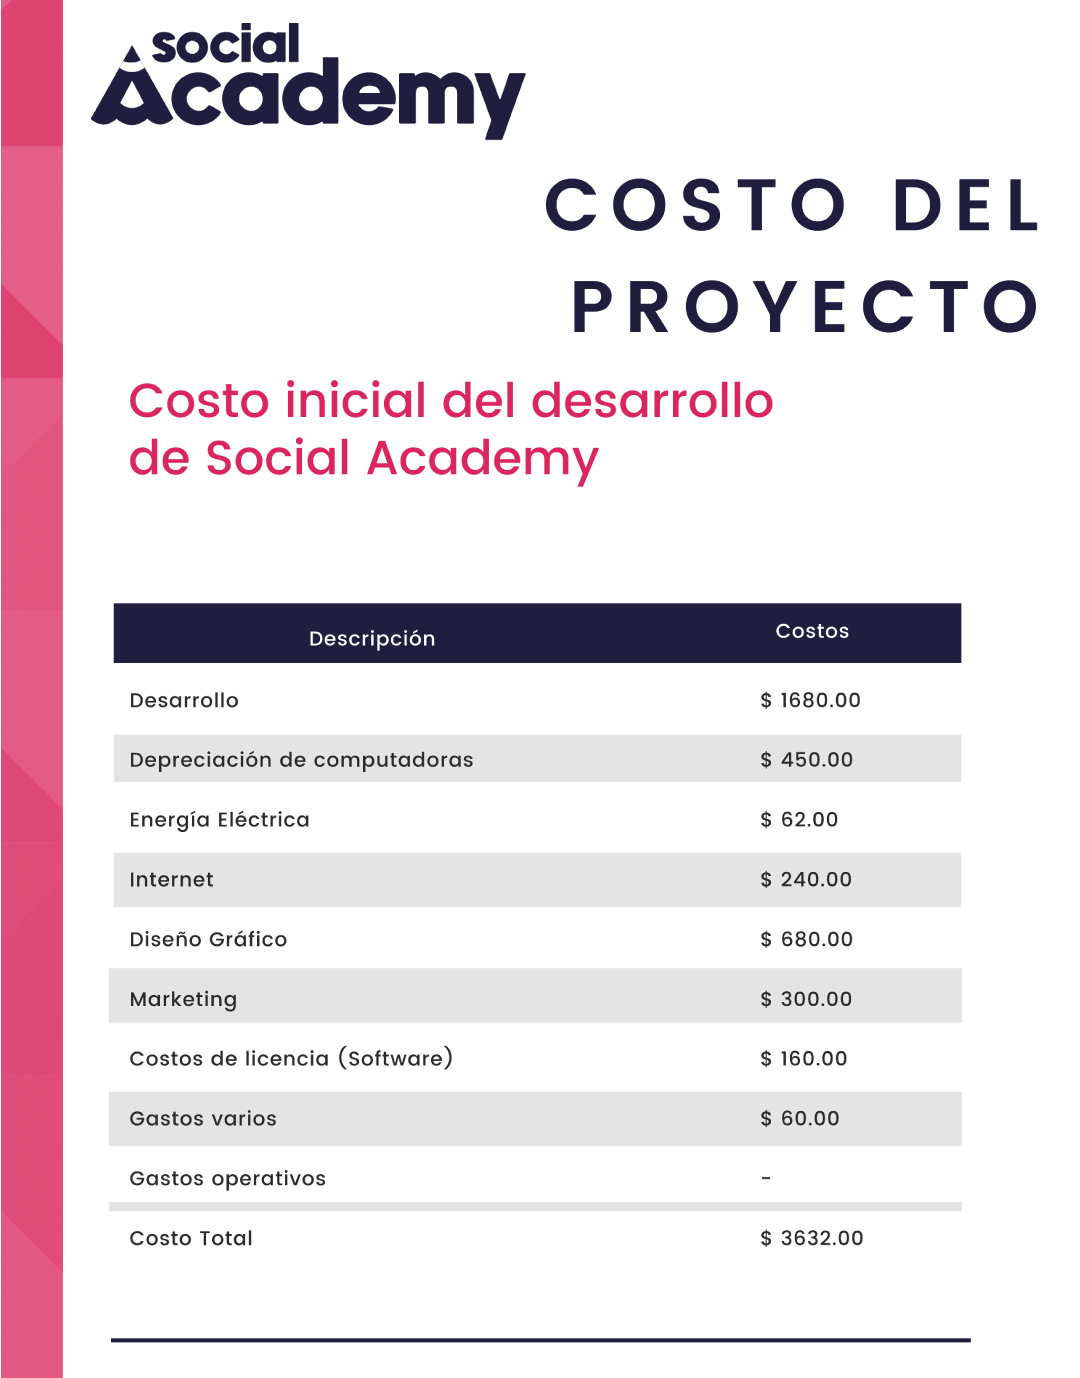 social
Academy
COSTO DEL
PROYECTO
Costo inicial del desarrollo
de Social Academy
Descripción Costos
Desarrollo $ 1680.00
Depreciación de computadoras $ 450.00
Energía Eléctrica $ 62.00
Internet $ 240.00
Diseño Gráfico $ 680.00
Marketing $ 300.00
Costos de licencia (Software) $ 160.00
Gastos varios $ 60.00
Gastos operativos -
Costo Total $ 3632.00